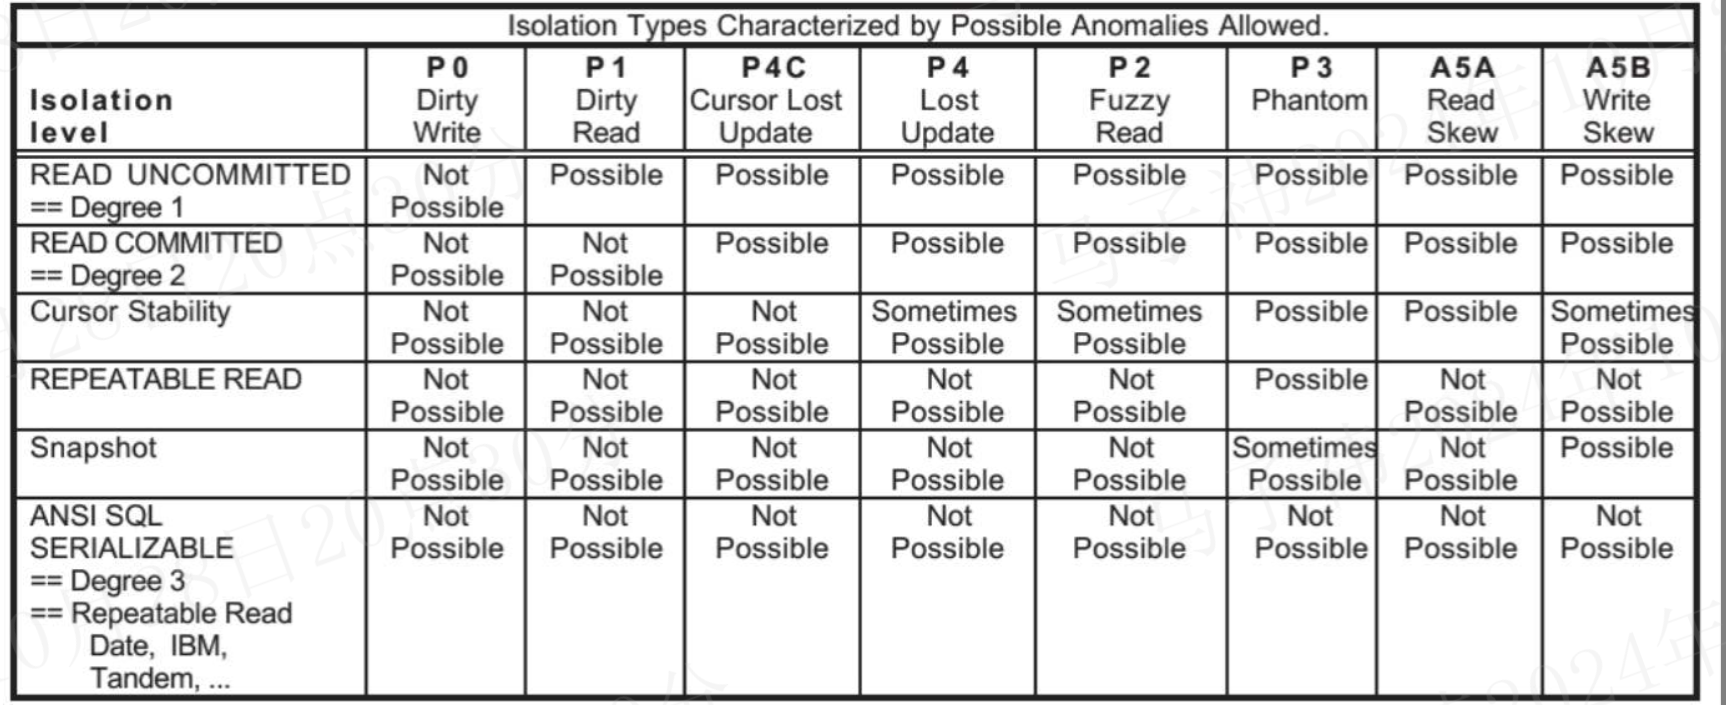 Isolation Types Characterized by Possible Anomalies Allowed.
Isolation level P0 Dirty Write P1 Dirty Read P4C Cursor Lost Update P4 Lost Update P2 Fuzzy Read P3 Phantom A5A Read Skew A5B Write Skew
READ UNCOMMITTED == Degree 1 Not Possible Possible Possible Possible Possible Possible Possible Possible
READ COMMITTED == Degree 2 Not Possible Not Possible Possible Possible Possible Possible Possible Possible
Cursor Stability Not Possible Not Possible Not Possible Sometimes Possible Sometimes Possible Possible Possible Sometimes Possible
REPEATABLE READ Not Possible Not Possible Not Possible Not Possible Not Possible Possible Not Possible Not Possible
Snapshot Not Possible Not Possible Not Possible Not Possible Not Possible Sometimes Possible Not Possible Possible
ANSI SQL SERIALIZABLE == Degree 3 == Repeatable Read Date, IBM, Tandem, ... Not Possible Not Possible Not Possible Not Possible Not Possible Not Possible Not Possible Not Possible